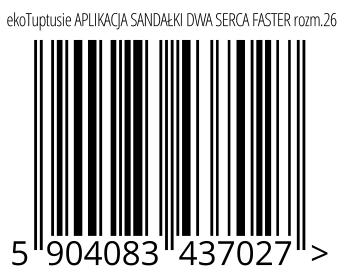 ekoTuptusie APLIKACJA SANDAŁKI DWA SERCA FASTER rozm.26
5 904083 437027 >